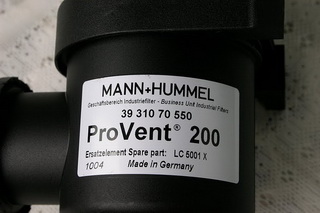 MANN+HUMMEL
Geschäftsbereich Industriefilter - Business Unit Industrial Filters
39 310 70 550
ProVent® 200
Ersatzelement Spare part: LC 5001 X
1004 Made in Germany